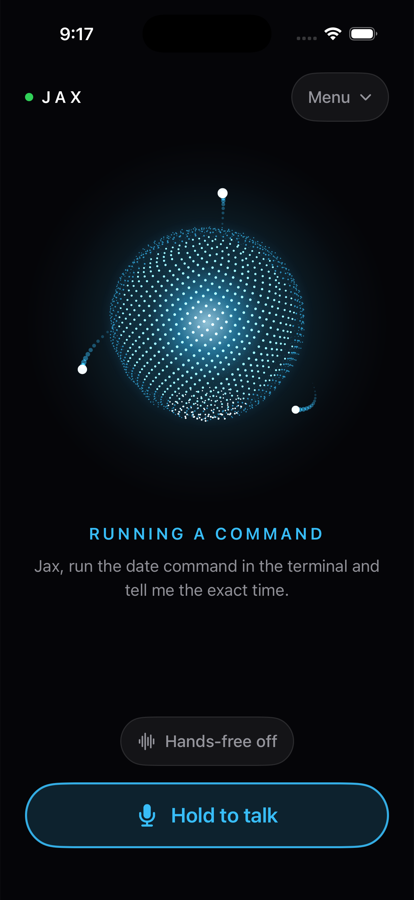 9:17
JAX
Menu
RUNNING A COMMAND
Jax, run the date command in the terminal and
tell me the exact time.
Hands-free off
Hold to talk